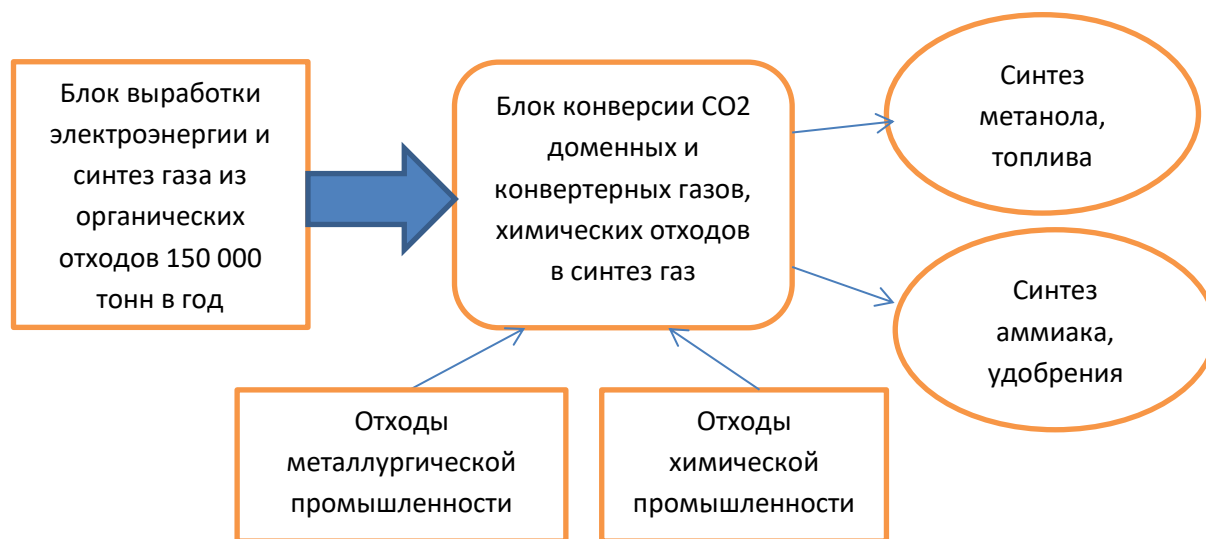 Блок выработки
электроэнергии и
синтез газа из
органических
отходов 150 000
тонн в год
Блок конверсии СО2
доменных и
конвертерных газов,
химических отходов
в синтез газ
Синтез
метанола,
топлива
Синтез
аммиака,
удобрения
Отходы
металлургической
промышленности
Отходы
химической
промышленности